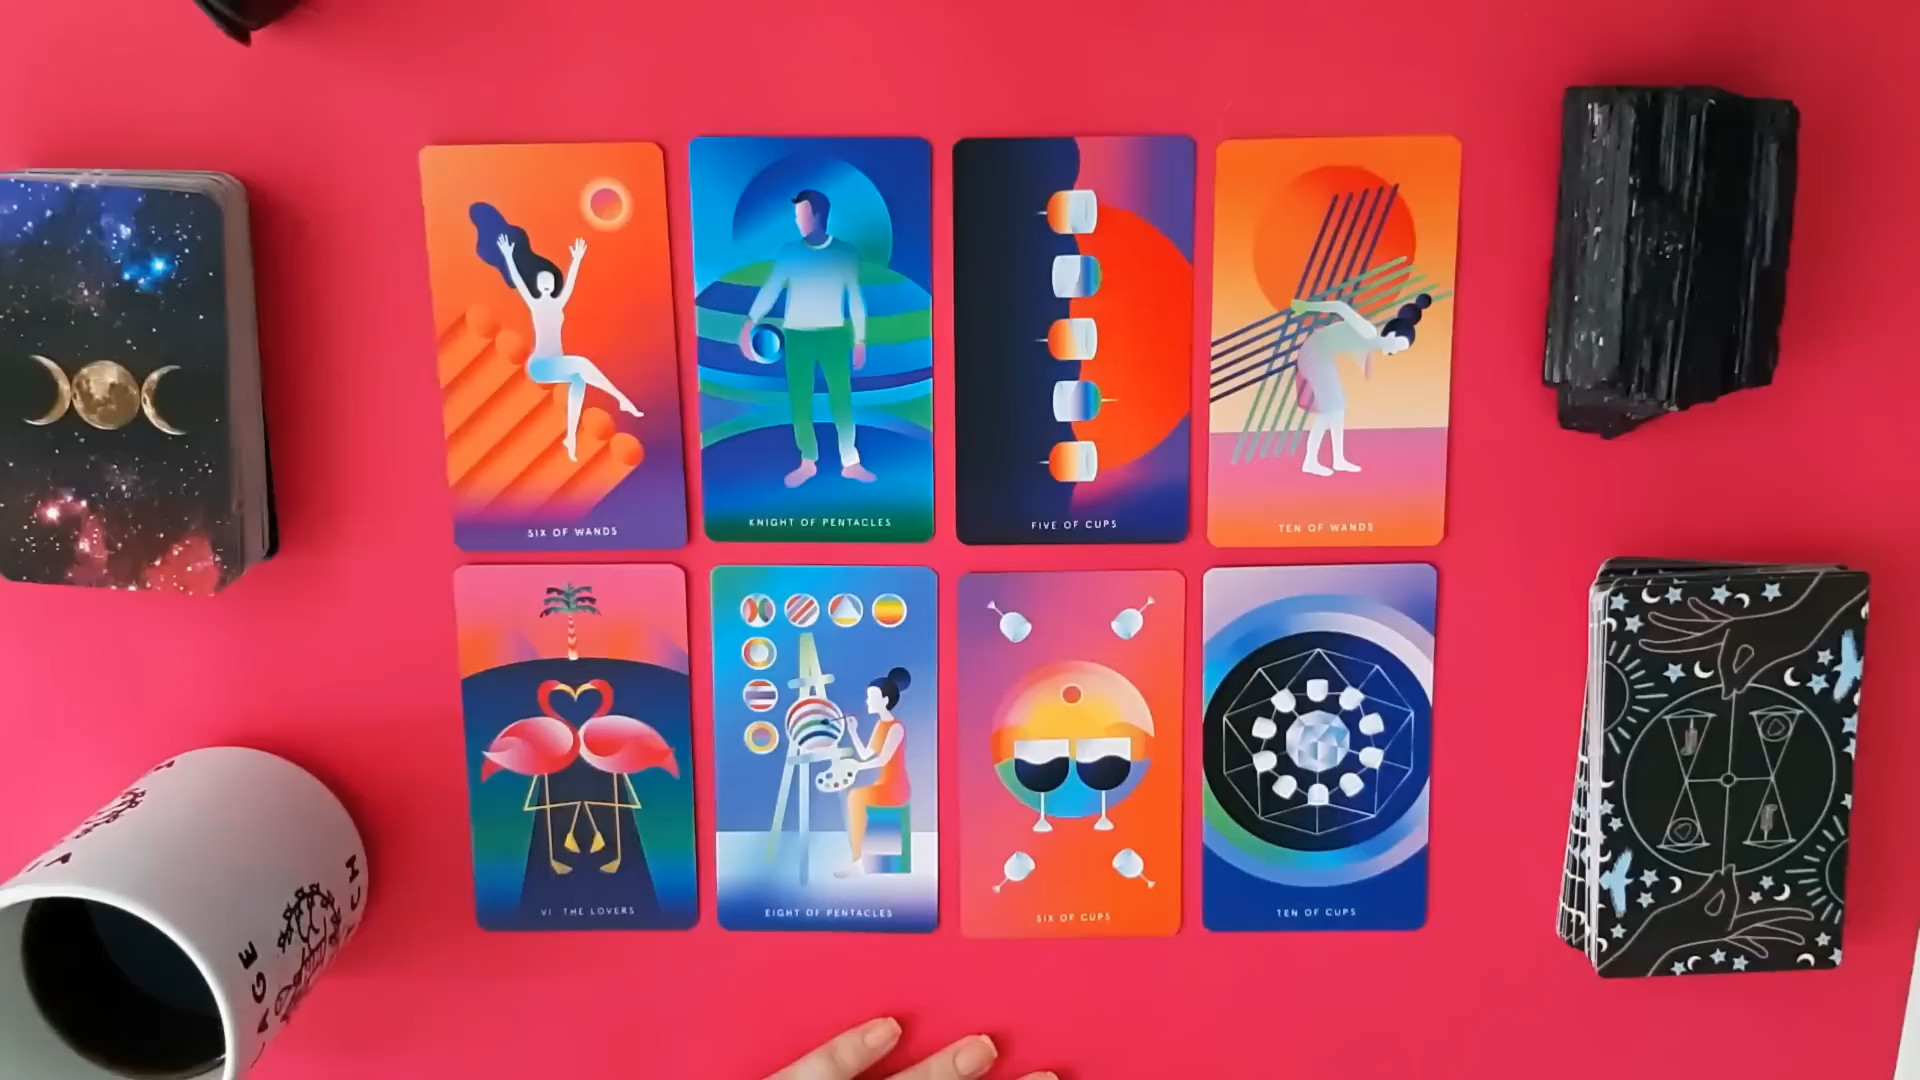 SIX OF WANDS
KNIGHT OF PENTACLES
FIVE OF CUPS
TEN OF WANDS
VI THE LOVERS
EIGHT OF PENTACLES
SIX OF CUPS
TEN OF CUPS